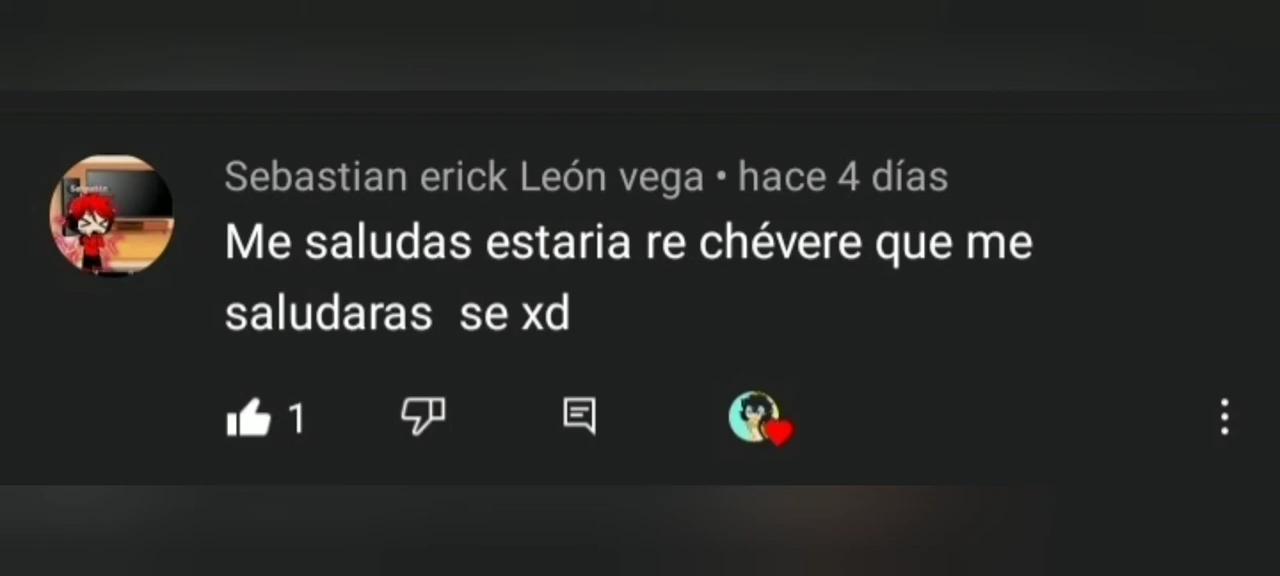 Sebastian erick León vega • hace 4 días
Me saludas estaria re chévere que me
saludaras se xd
1